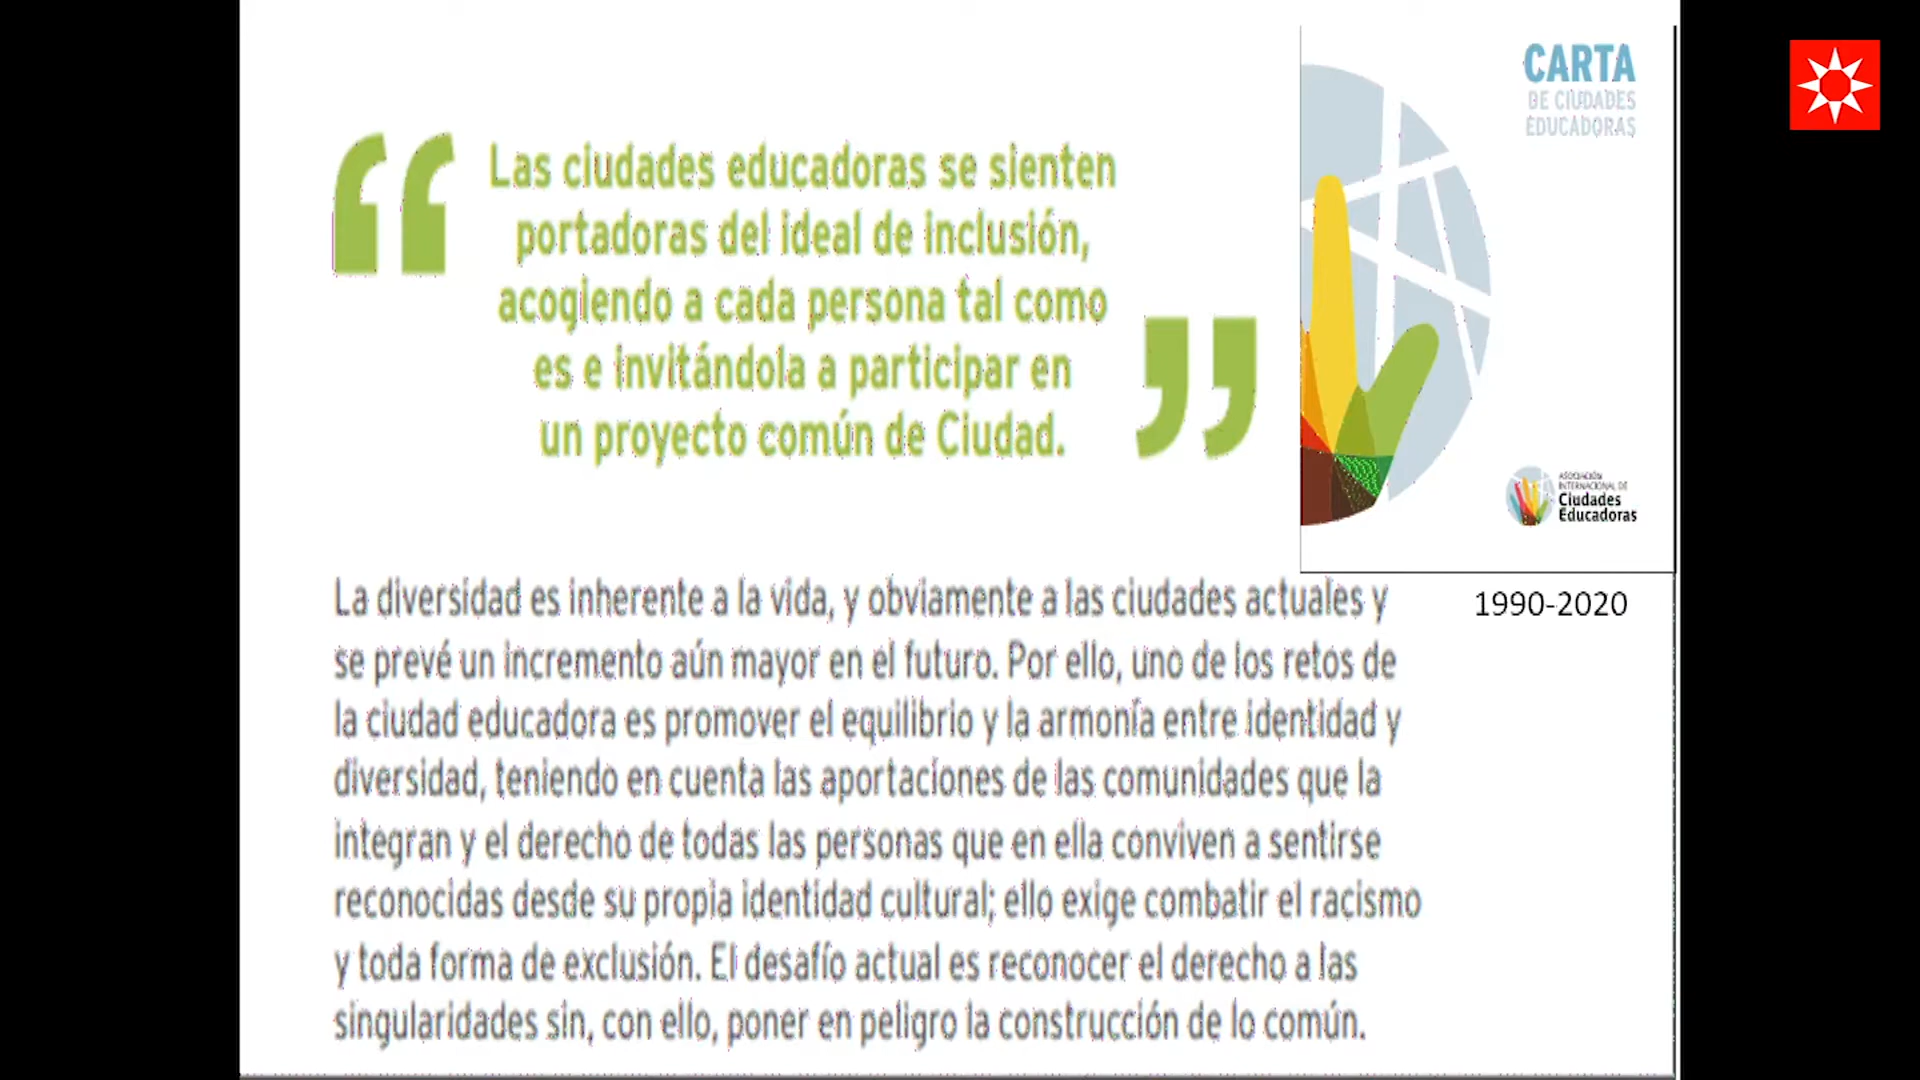 CARTA
DE CIUDADES
EDUCADORAS
Las ciudades educadoras se sienten
portadoras del ideal de inclusión,
acogiendo a cada persona tal como
es e invitándola a participar en
un proyecto común de Ciudad.
ASOCIACIÓN
INTERNACIONAL DE
Ciudades
Educadoras
1990-2020
La diversidad es inherente a la vida, y obviamente a las ciudades actuales y
se prevé un incremento aún mayor en el futuro. Por ello, uno de los retos de
la ciudad educadora es promover el equilibrio y la armonía entre identidad y
diversidad, teniendo en cuenta las aportaciones de las comunidades que la
integran y el derecho de todas las personas que en ella conviven a sentirse
reconocidas desde su propia identidad cultural; ello exige combatir el racismo
y toda forma de exclusión. El desafío actual es reconocer el derecho a las
singularidades sin, con ello, poner en peligro la construcción de lo común.